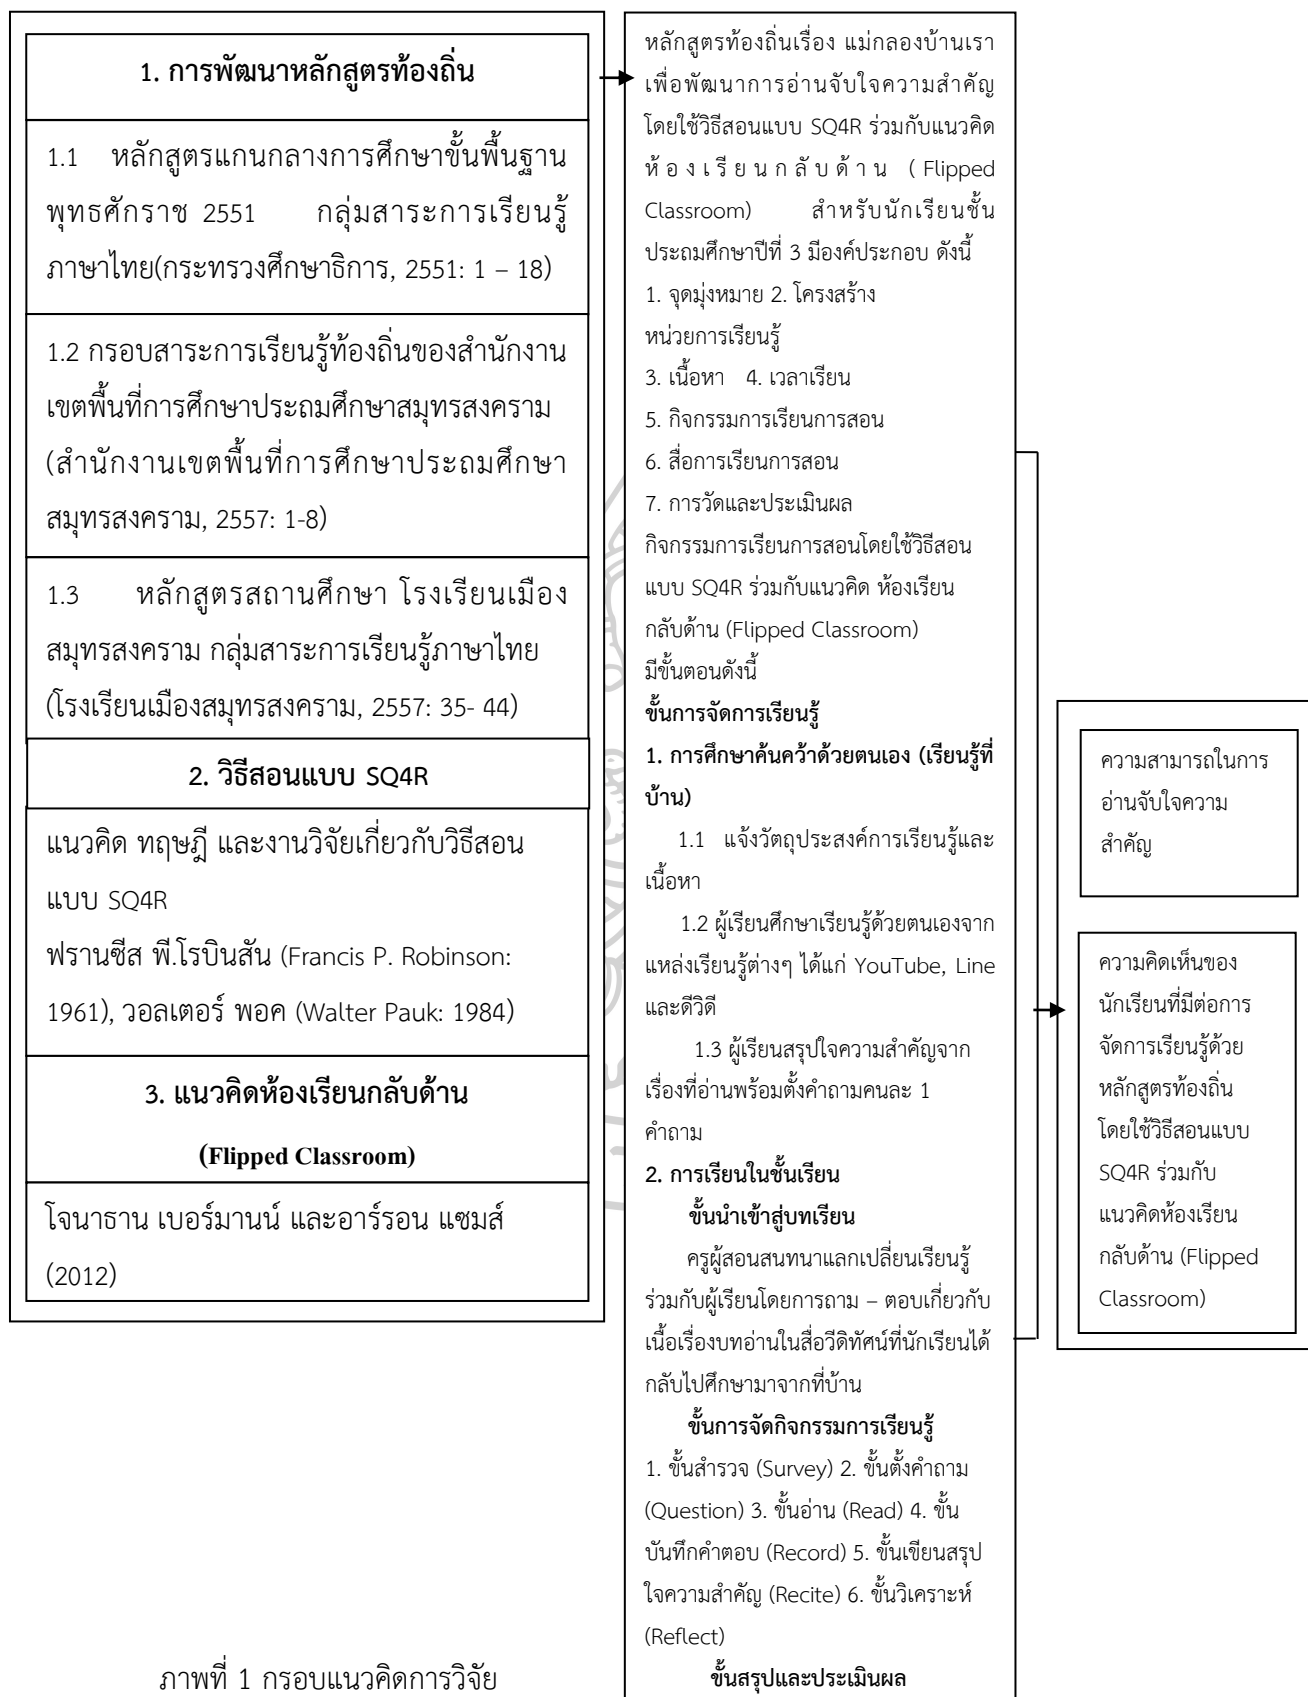 1. การพัฒนาหลักสูตรท้องถิ่น
1.1 หลักสูตรแกนกลางการศึกษาขั้นพื้นฐาน
พุทธศักราช 2551 กลุ่มสาระการเรียนรู้
ภาษาไทย(กระทรวงศึกษาธิการ, 2551: 1 – 18)
1.2 กรอบสาระการเรียนรู้ท้องถิ่นของสำนักงาน
เขตพื้นที่การศึกษาประถมศึกษาสมุทรสงคราม
(สำนักงานเขตพื้นที่การศึกษาประถมศึกษา
สมุทรสงคราม, 2557: 1-8)
1.3 หลักสูตรสถานศึกษา โรงเรียนเมือง
สมุทรสงคราม กลุ่มสาระการเรียนรู้ภาษาไทย
(โรงเรียนเมืองสมุทรสงคราม, 2557: 35- 44)
2. วิธีสอนแบบ SQ4R
แนวคิด ทฤษฎี และงานวิจัยเกี่ยวกับวิธีสอน
แบบ SQ4R
ฟรานซีส พี.โรบินสัน (Francis P. Robinson:
1961), วอลเตอร์ พอค (Walter Pauk: 1984)
3. แนวคิดห้องเรียนกลับด้าน
(Flipped Classroom)
โจนาธาน เบอร์มานน์ และอาร์รอน แซมส์
(2012)
หลักสูตรท้องถิ่นเรื่อง แม่กลองบ้านเรา
เพื่อพัฒนาการอ่านจับใจความสำคัญ
โดยใช้วิธีสอนแบบ SQ4R ร่วมกับแนวคิด
ห้องเรียนกลับด้าน (Flipped
Classroom) สำหรับนักเรียนชั้น
ประถมศึกษาปีที่ 3 มีองค์ประกอบ ดังนี้
1. จุดมุ่งหมาย 2. โครงสร้าง
หน่วยการเรียนรู้
3. เนื้อหา 4. เวลาเรียน
5. กิจกรรมการเรียนการสอน
6. สื่อการเรียนการสอน
7. การวัดและประเมินผล
กิจกรรมการเรียนการสอนโดยใช้วิธีสอน
แบบ SQ4R ร่วมกับแนวคิด ห้องเรียน
กลับด้าน (Flipped Classroom)
มีขั้นตอนดังนี้
ขั้นการจัดการเรียนรู้
1. การศึกษาค้นคว้าด้วยตนเอง (เรียนรู้ที่
บ้าน)
1.1 แจ้งวัตถุประสงค์การเรียนรู้และ
เนื้อหา
1.2 ผู้เรียนศึกษาเรียนรู้ด้วยตนเองจาก
แหล่งเรียนรู้ต่างๆ ได้แก่ YouTube, Line
และดีวิดี
1.3 ผู้เรียนสรุปใจความสำคัญจาก
เรื่องที่อ่านพร้อมตั้งคำถามคนละ 1
คำถาม
2. การเรียนในชั้นเรียน
ขั้นนำเข้าสู่บทเรียน
ครูผู้สอนสนทนาแลกเปลี่ยนเรียนรู้
ร่วมกับผู้เรียนโดยการถาม – ตอบเกี่ยวกับ
เนื้อเรื่องบทอ่านในสื่อวีดิทัศน์ที่นักเรียนได้
กลับไปศึกษามาจากที่บ้าน
ขั้นการจัดกิจกรรมการเรียนรู้
1. ขั้นสำรวจ (Survey) 2. ขั้นตั้งคำถาม
(Question) 3. ขั้นอ่าน (Read) 4. ขั้น
บันทึกคำตอบ (Record) 5. ขั้นเขียนสรุป
ใจความสำคัญ (Recite) 6. ขั้นวิเคราะห์
(Reflect)
ขั้นสรุปและประเมินผล
ความสามารถในการ
อ่านจับใจความ
สำคัญ
ความคิดเห็นของ
นักเรียนที่มีต่อการ
จัดการเรียนรู้ด้วย
หลักสูตรท้องถิ่น
โดยใช้วิธีสอนแบบ
SQ4R ร่วมกับ
แนวคิดห้องเรียน
กลับด้าน (Flipped
Classroom)
ภาพที่ 1 กรอบแนวคิดการวิจัย